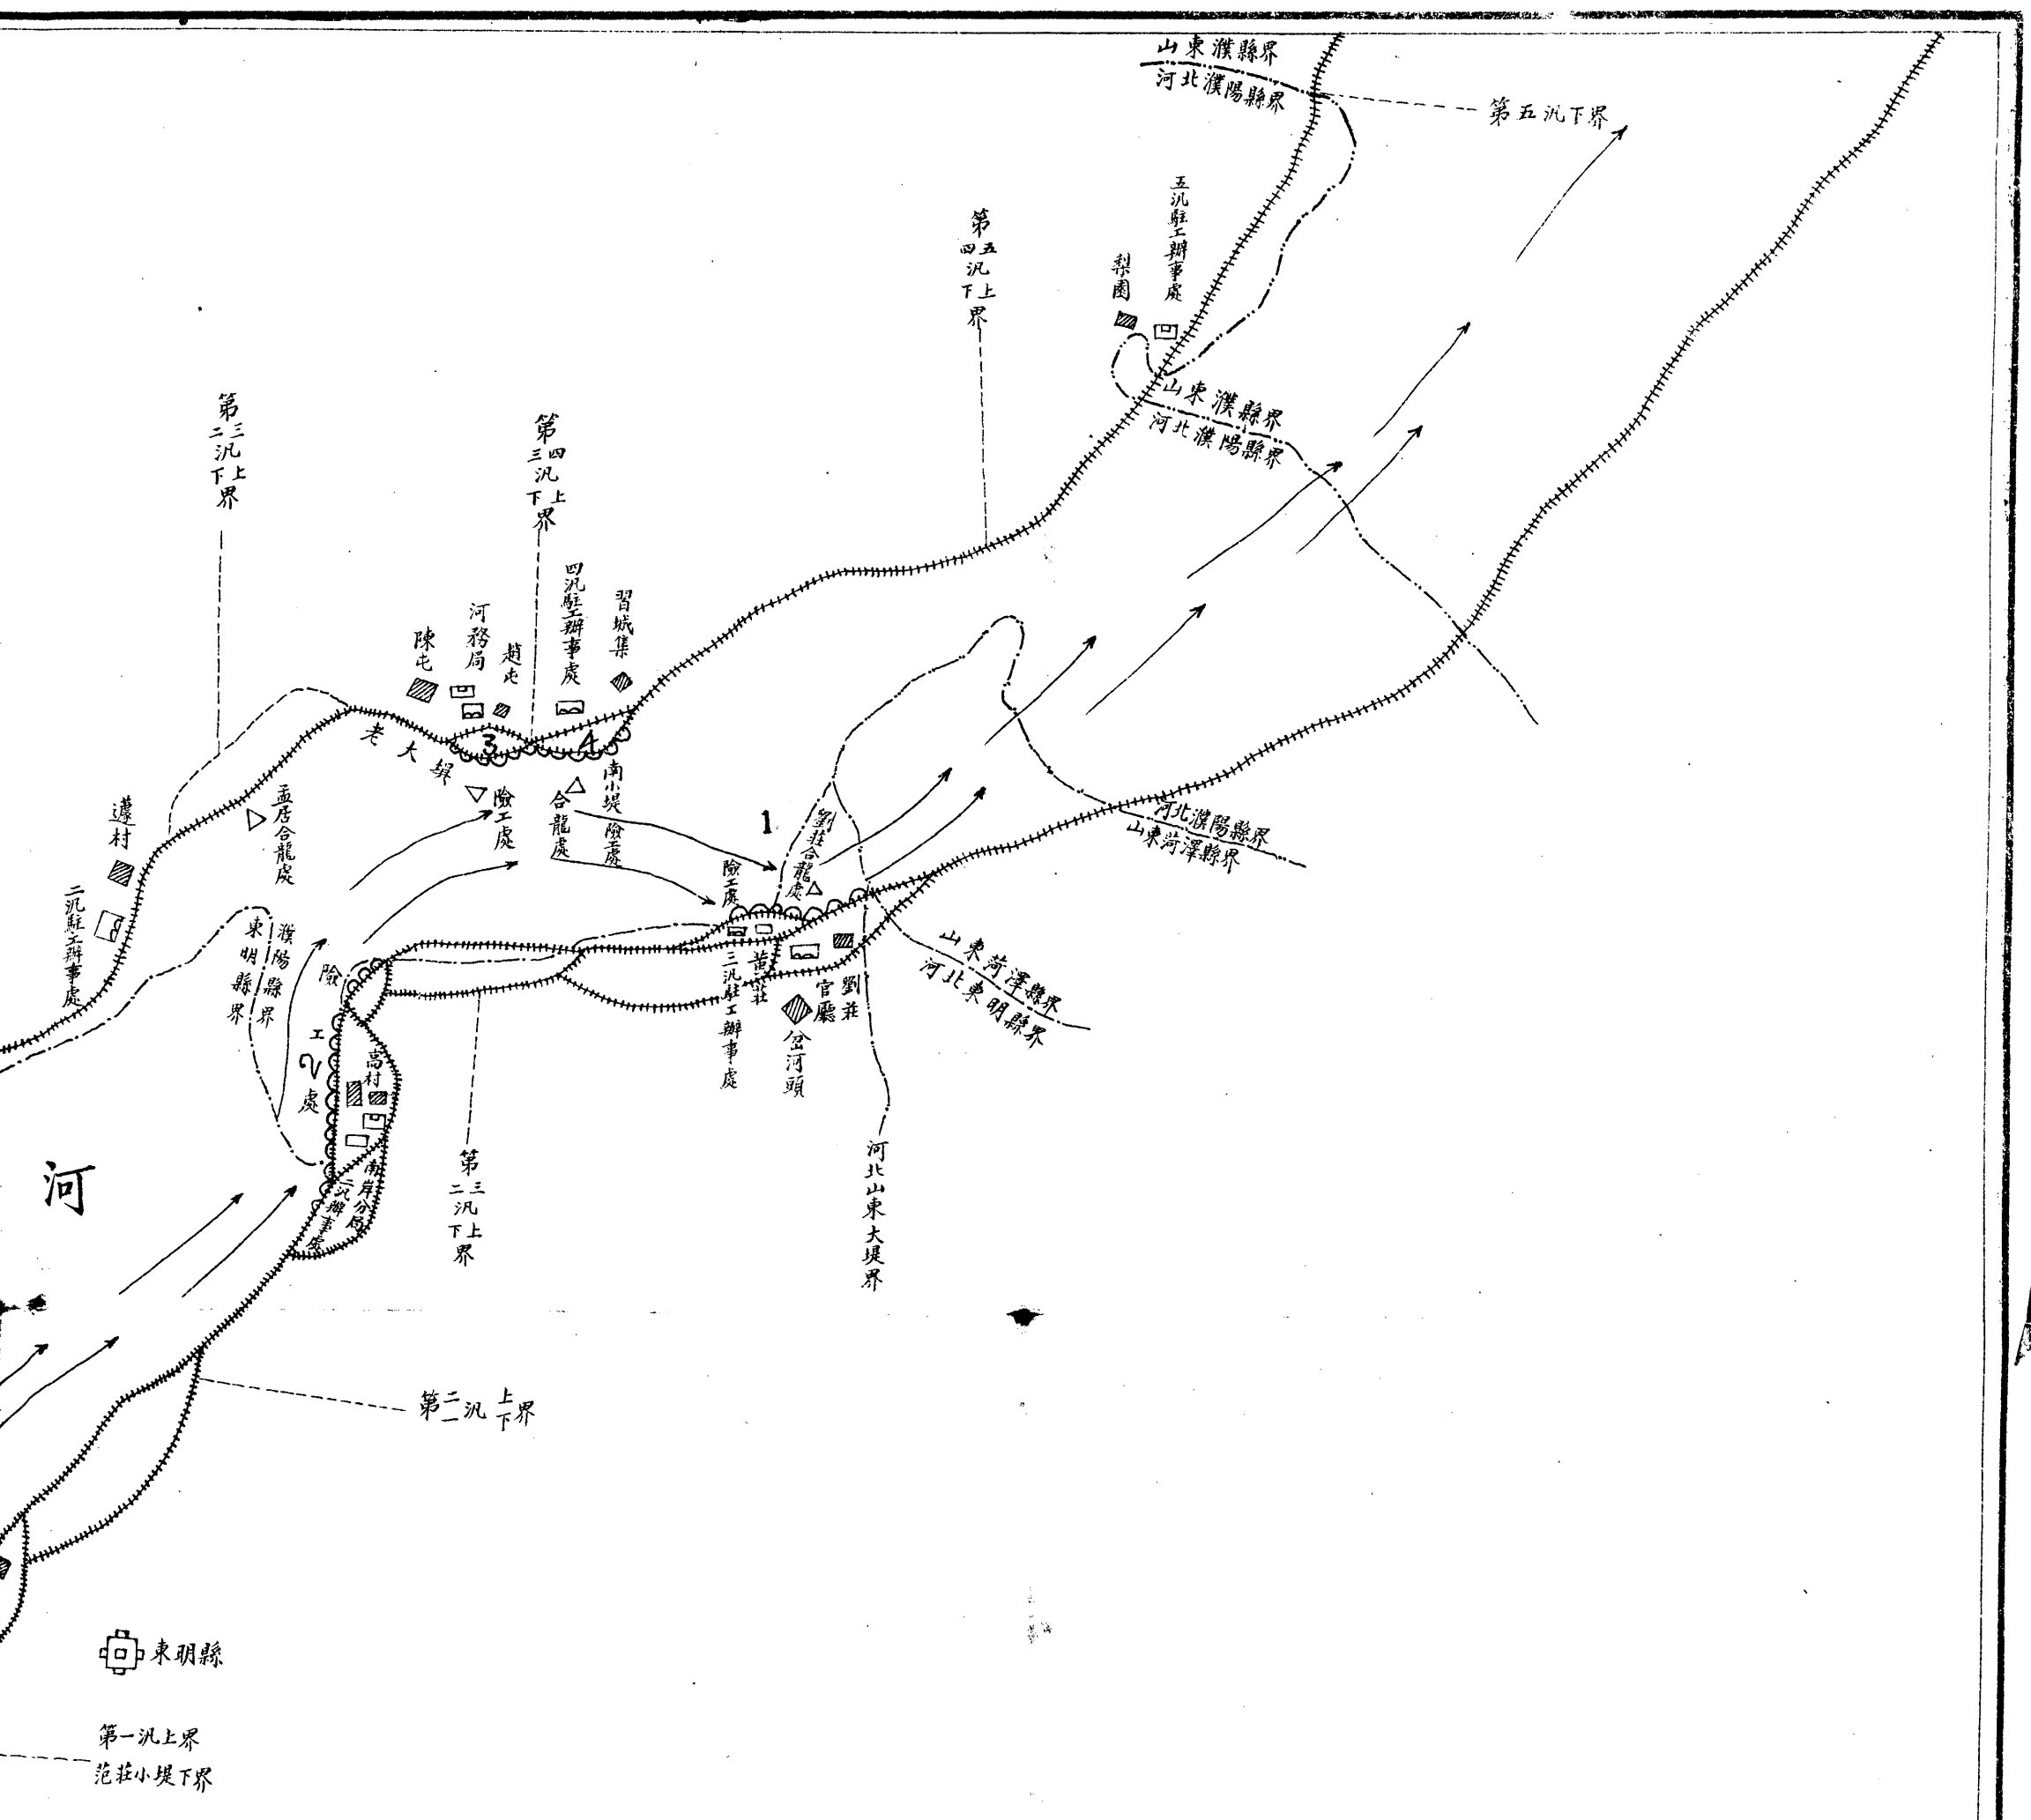 山東濮縣界
河北濮陽縣界
第五汛下界
五汛駐工辦事處
梨園
第
四五
汛
下上
界
山東濮縣界
河北濮陽縣界
第
二三
汛
下上
界
第
三四
汛
下上
界
四汛駐工辦事處
習城集
河務局
趙屯
陳屯
老大壩
險工處
3
4
合龍處
南小堤險工處
孟居合龍處
遽村
二汛駐工辦事處
1
劉莊合龍處
險工處
河北濮陽縣界
山東菏澤縣界
濮陽縣界
東明縣界
險
工
2
處
高村
南岸分局
二汛辦事處
三汛駐工辦事處
黃莊
劉莊
官廳
岔河頭
山東菏澤縣界
河北東明縣界
河北山東大堤界
第
二三
汛
下上
界
河
第二一汛上下界
東明縣
第一汛上界
范莊小堤下界